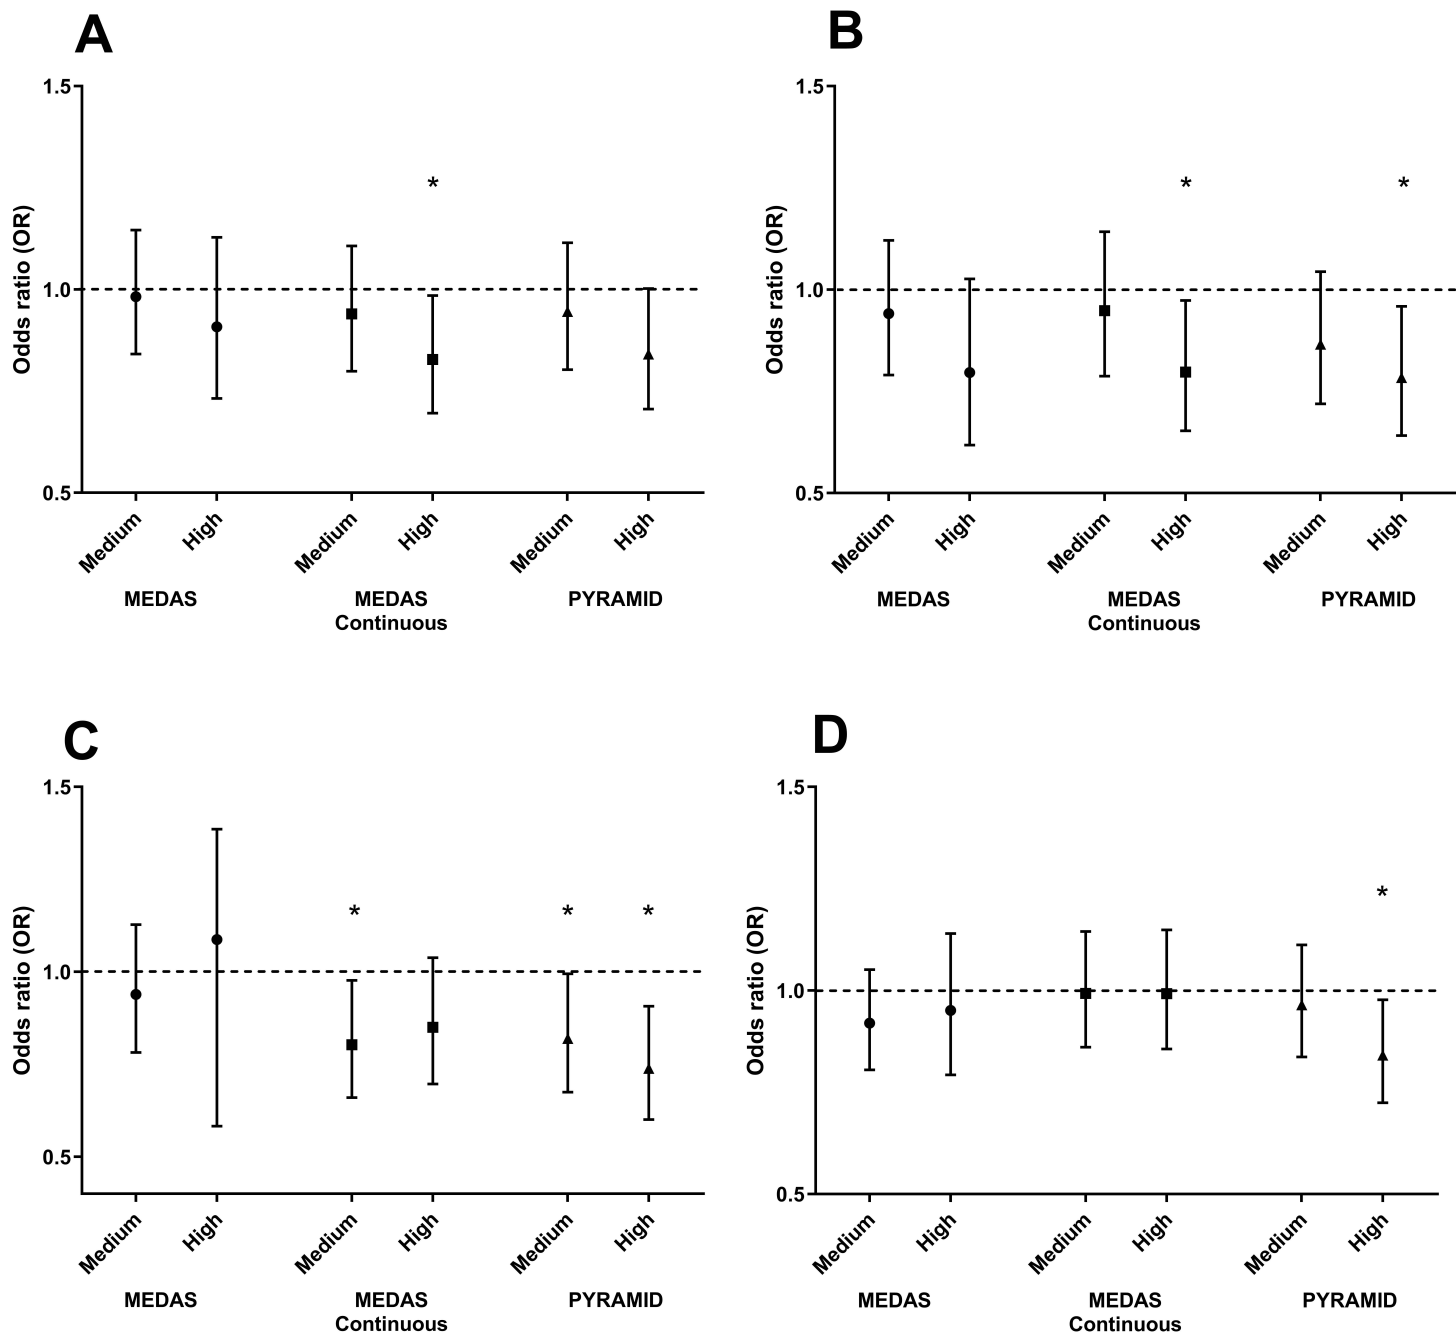 A
1.5
*
Odds ratio (OR)
1.0
0.5
Medium
High
Medium
High
Medium
High
MEDAS
MEDAS
Continuous
PYRAMID
B
1.5
*
*
Odds ratio (OR)
1.0
0.5
Medium
High
Medium
High
Medium
High
MEDAS
MEDAS
Continuous
PYRAMID
C
1.5
*
*
*
Odds ratio (OR)
1.0
0.5
Medium
High
Medium
High
Medium
High
MEDAS
MEDAS
Continuous
PYRAMID
D
1.5
*
Odds ratio (OR)
1.0
0.5
Medium
High
Medium
High
Medium
High
MEDAS
MEDAS
Continuous
PYRAMID